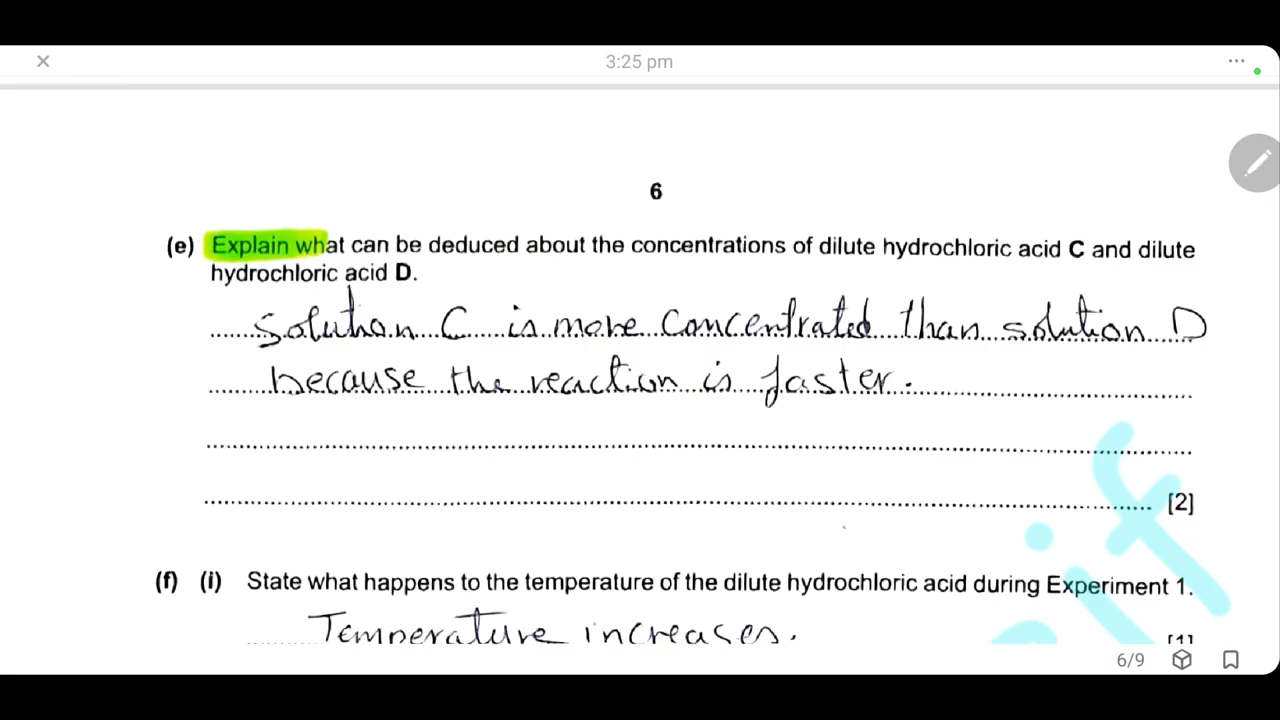 3:25 pm
6
(e) Explain what can be deduced about the concentrations of dilute hydrochloric acid C and dilute
hydrochloric acid D.
Solution C is more concentrated than solution D
because the reaction is faster.
[2]
(f) (i) State what happens to the temperature of the dilute hydrochloric acid during Experiment 1.
Temperature increases.
[1]
6/9